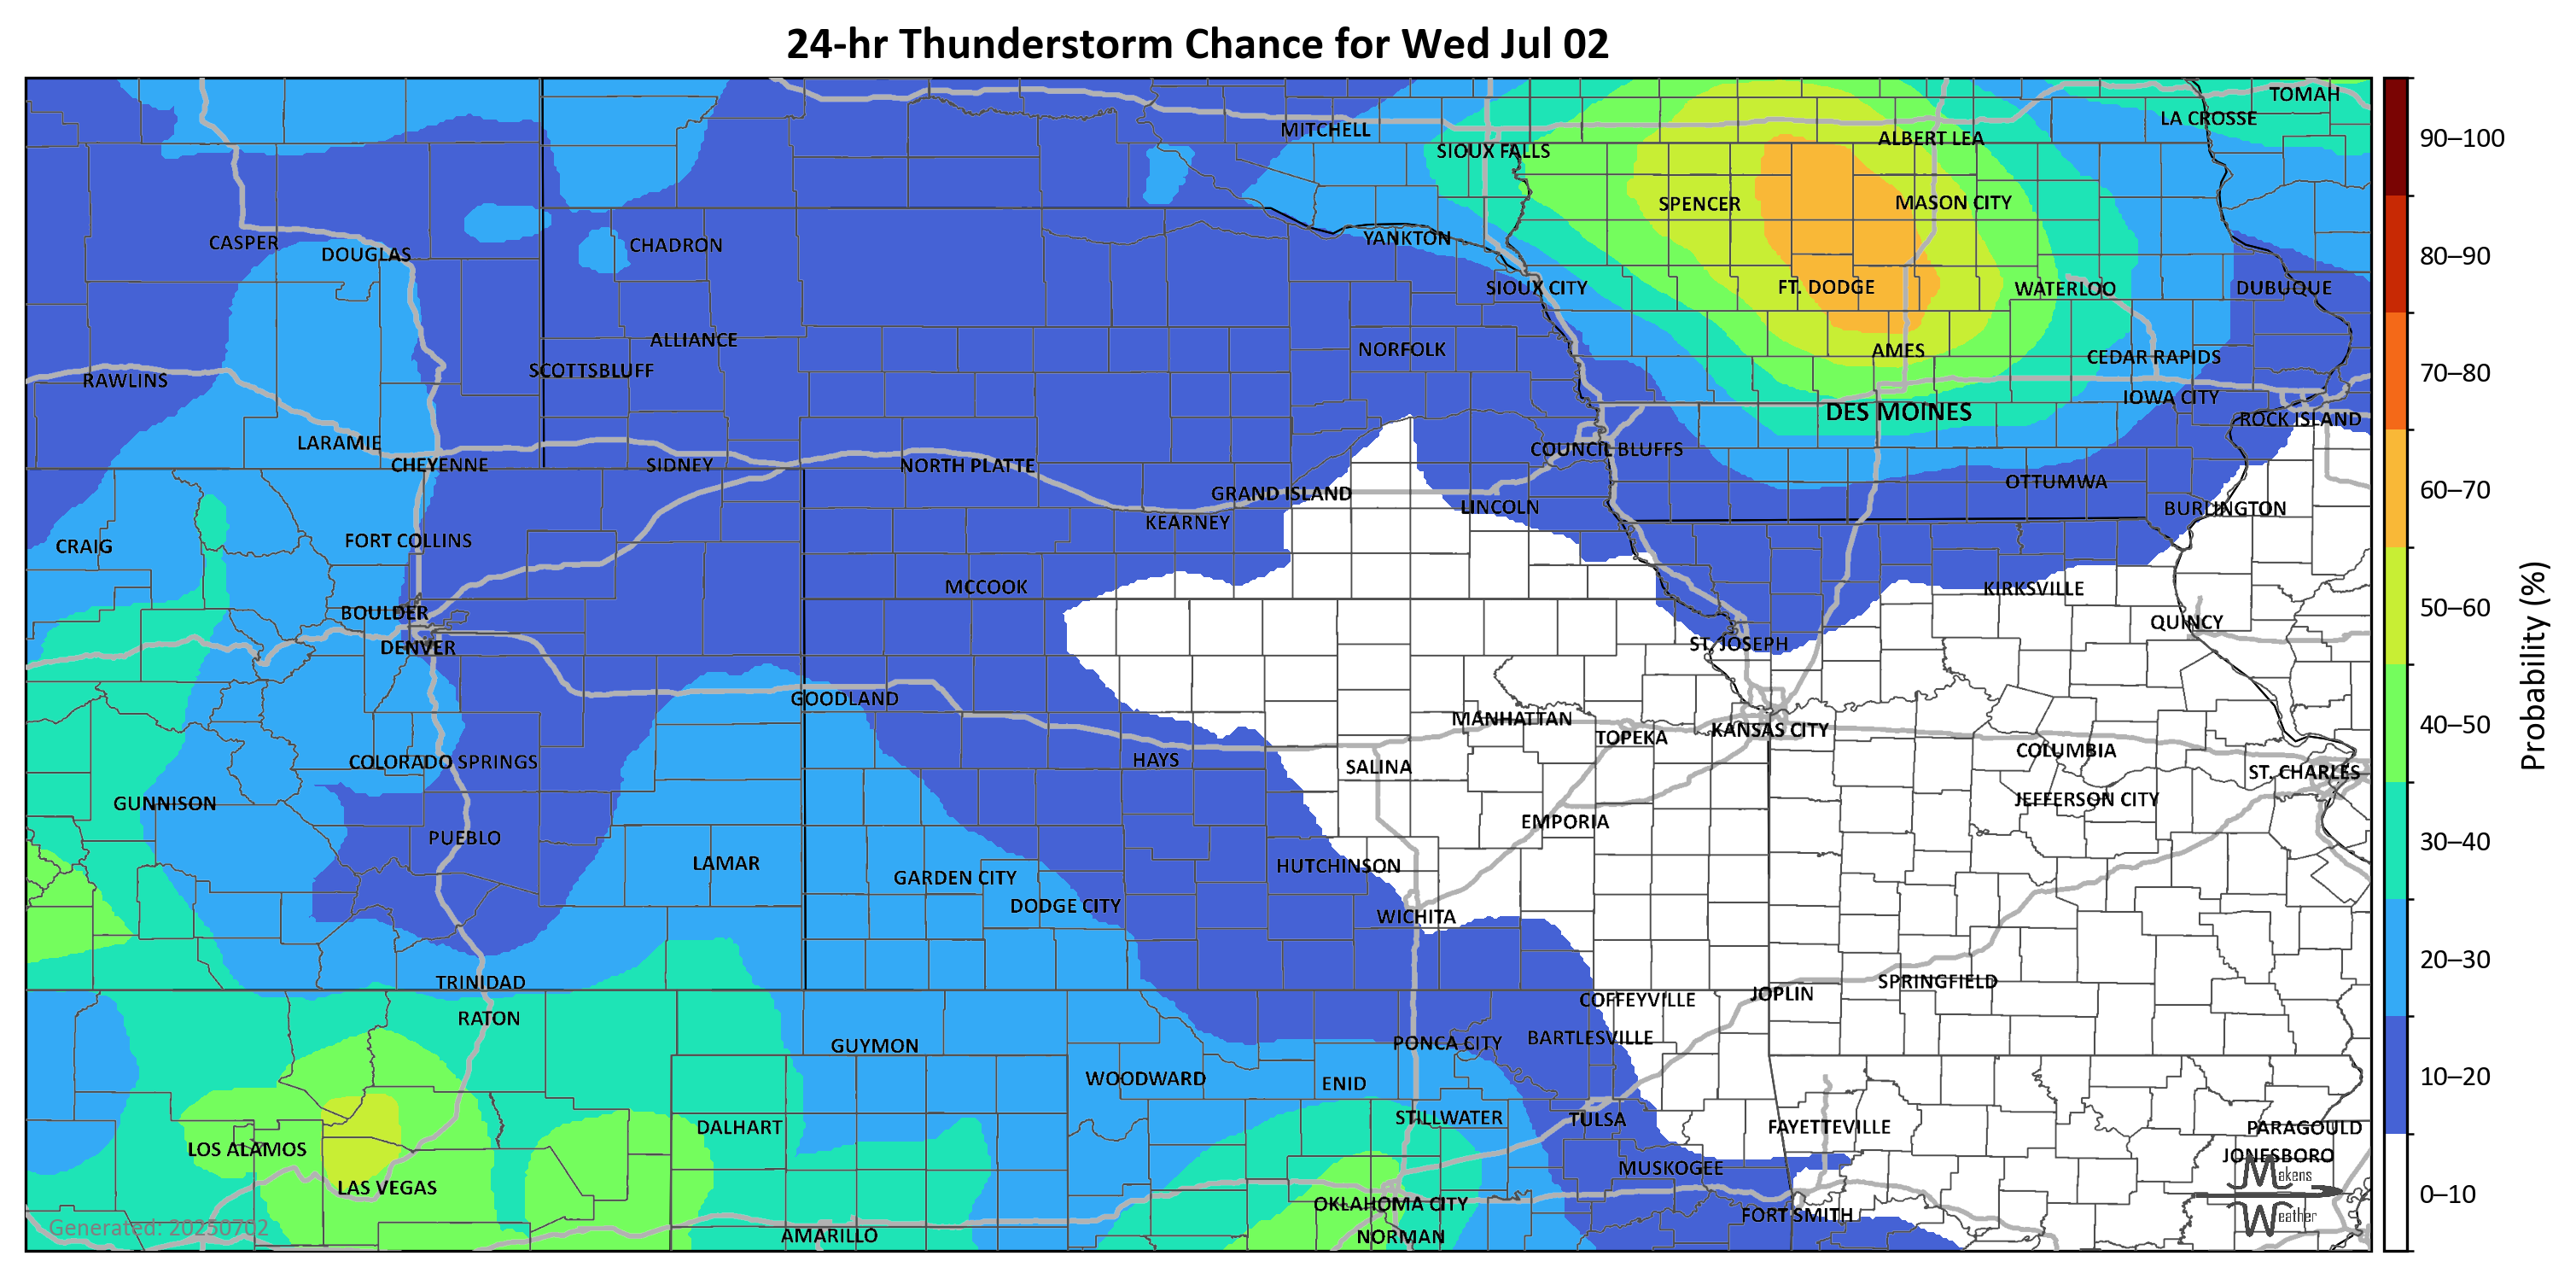 24-hr Thunderstorm Chance for Wed Jul 02
TOMAH
LA CROSSE
MITCHELL
ALBERT LEA
SIOUX FALLS
SPENCER
MASON CITY
CASPER
DOUGLAS
CHADRON
YANKTON
SIOUX CITY
FT. DODGE
WATERLOO
DUBUQUE
ALLIANCE
NORFOLK
AMES
CEDAR RAPIDS
SCOTTSBLUFF
RAWLINS
IOWA CITY
DES MOINES
ROCK ISLAND
LARAMIE
COUNCIL BLUFFS
CHEYENNE
SIDNEY
NORTH PLATTE
OTTUMWA
GRAND ISLAND
LINCOLN
BURLINGTON
KEARNEY
CRAIG
FORT COLLINS
MCCOOK
KIRKSVILLE
BOULDER
QUINCY
DENVER
ST. JOSEPH
GOODLAND
MANHATTAN
KANSAS CITY
TOPEKA
COLUMBIA
COLORADO SPRINGS
HAYS
SALINA
ST. CHARLES
GUNNISON
JEFFERSON CITY
EMPORIA
PUEBLO
LAMAR
HUTCHINSON
GARDEN CITY
DODGE CITY
WICHITA
TRINIDAD
SPRINGFIELD
JOPLIN
COFFEYVILLE
RATON
BARTLESVILLE
PONCA CITY
GUYMON
WOODWARD
ENID
STILLWATER
TULSA
DALHART
FAYETTEVILLE
PARAGOULD
LOS ALAMOS
JONESBORO
MUSKOGEE
LAS VEGAS
OKLAHOMA CITY
FORT SMITH
AMARILLO
NORMAN
Generated: 20250702
Makens
Weather
90–100
80–90
70–80
60–70
50–60
40–50
30–40
20–30
10–20
0–10
Probability (%)